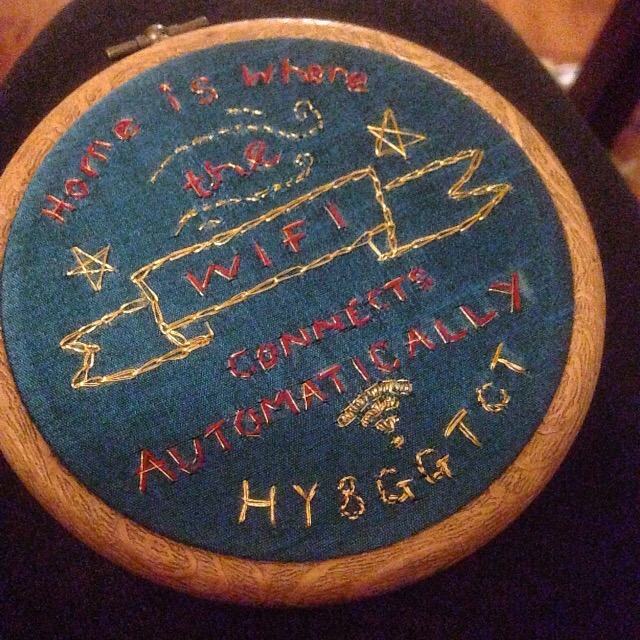 Home is where
the
WIFI
CONNECTS
AUTOMATICALLY
HY8GGTCT